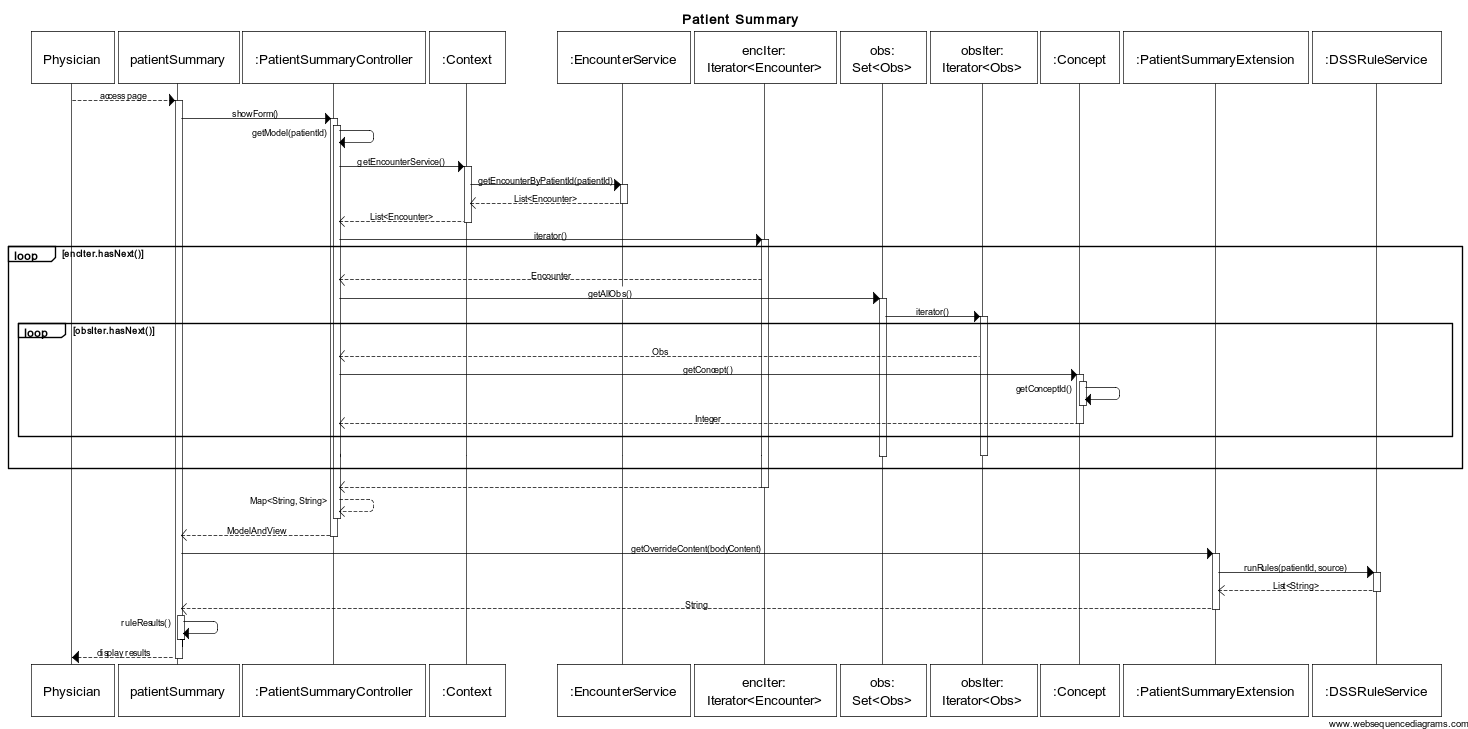 Patient Summary
Physician
patientSummary
:PatientSummaryController
:Context
:EncounterService
encIter:
Iterator<Encounter>
obs:
Set<Obs>
obsIter:
Iterator<Obs>
:Concept
:PatientSummaryExtension
:DSSRuleService
access page
showForm()
getModel(patientId)
getEncounterService()
getEncounterByPatientId(patientId)
List<Encounter>
List<Encounter>
iterator()
loop
[encIter.hasNext()]
Encounter
getAllObs()
iterator()
loop
[obsIter.hasNext()]
Obs
getConcept()
getConceptId()
Integer
Map<String, String>
ModelAndView
getOverrideContent(bodyContent)
runRules(patientId, source)
List<String>
String
ruleResults()
display results
Physician
patientSummary
:PatientSummaryController
:Context
:EncounterService
encIter:
Iterator<Encounter>
obs:
Set<Obs>
obsIter:
Iterator<Obs>
:Concept
:PatientSummaryExtension
:DSSRuleService
www.websequencediagrams.com